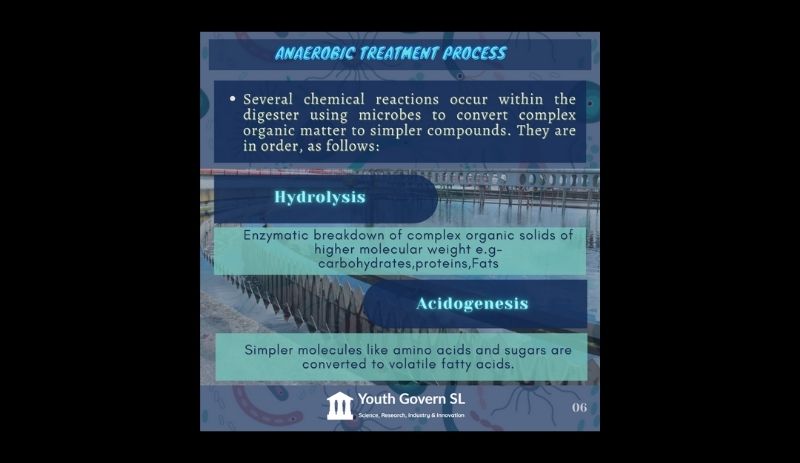 ANAEROBIC TREATMENT PROCESS
• Several chemical reactions occur within the
digester using microbes to convert complex
organic matter to simpler compounds. They are
in order, as follows:
Hydrolysis
Enzymatic breakdown of complex organic solids of
higher molecular weight e.g-
carbohydrates,proteins,Fats
Acidogenesis
Simpler molecules like amino acids and sugars are
converted to volatile fatty acids.
Youth Govern SL
Science, Research, Industry & Innovation
06